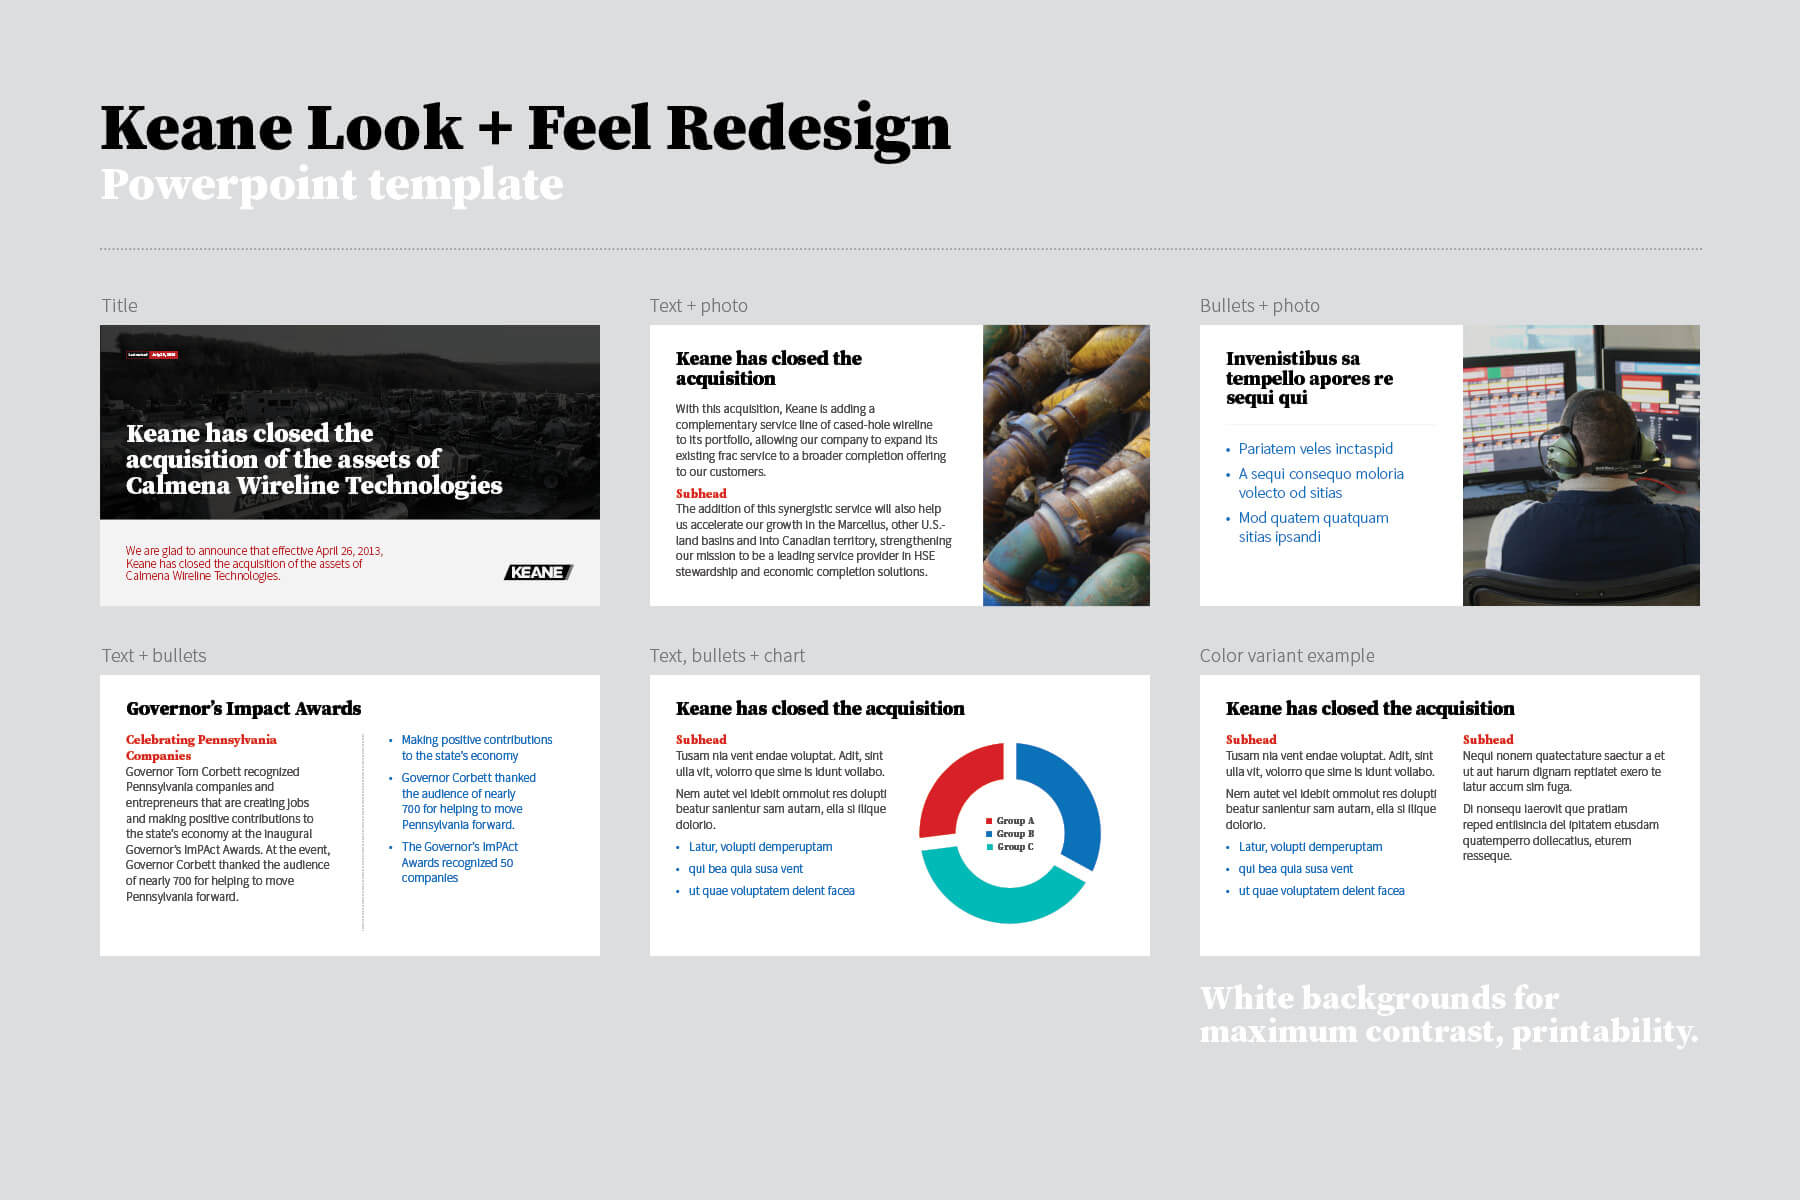 Keane Look + Feel Redesign
Powerpoint template
Title
Keane has closed the
acquisition of the assets of
Calmena Wireline Technologies
We are glad to announce that effective April 26, 2013,
Keane has closed the acquisition of the assets of
Calmena Wireline Technologies.
KEANE
Text + photo
Keane has closed the
acquisition
With this acquisition, Keane is adding a
complementary service line of cased-hole wireline
to its portfolio, allowing our company to expand its
existing frac service to a broader completion offering
to our customers.
Subhead
The addition of this synergistic service will also help
us accelerate our growth in the Marcellus, other U.S.-
land basins and into Canadian territory, strengthening
our mission to be a leading service provider in HSE
stewardship and economic completion solutions.
Bullets + photo
Invenistibus sa
tempello apores re
sequi qui
• Pariatem veles inctaspid
• A sequi consequo moloria
volecto od sitias
• Mod quatem quatquam
sitias ipsandi
Text + bullets
Governor’s Impact Awards
Celebrating Pennsylvania
Companies
Governor Tom Corbett recognized
Pennsylvania companies and
entrepreneurs that are creating jobs
and making positive contributions to
the state’s economy at the inaugural
Governor’s ImPAct Awards. At the event,
Governor Corbett thanked the audience
of nearly 700 for helping to move
Pennsylvania forward.
• Making positive contributions
to the state’s economy
• Governor Corbett thanked
the audience of nearly
700 for helping to move
Pennsylvania forward.
• The Governor’s ImPAct
Awards recognized 50
companies
Text, bullets + chart
Keane has closed the acquisition
Subhead
Tusam nia vent endae voluptat. Adit, sint
ulla vit, volorro que sime is idunt vollabo.
Nem autet vel idebit ommolut res dolupti
beatur sanientur sam autam, ella si ilique
dolorio.
• Latur, volupti demperuptam
• qui bea quia susa vent
• ut quae voluptatem delent facea
Group A
Group B
Group C
Color variant example
Keane has closed the acquisition
Subhead
Tusam nia vent endae voluptat. Adit, sint
ulla vit, volorro que sime is idunt vollabo.
Nem autet vel idebit ommolut res dolupti
beatur sanientur sam autam, ella si ilique
dolorio.
• Latur, volupti demperuptam
• qui bea quia susa vent
• ut quae voluptatem delent facea
Subhead
Nequi nonem quatectature saectur a et
ut aut harum dignam reptiatet exero te
latur accum sim fuga.
Di nonsequ iaerovit que pratiam
reped entiisincia del ipitatem etusdam
quatemperro dollecatius, eturem
resseque.
White backgrounds for
maximum contrast, printability.